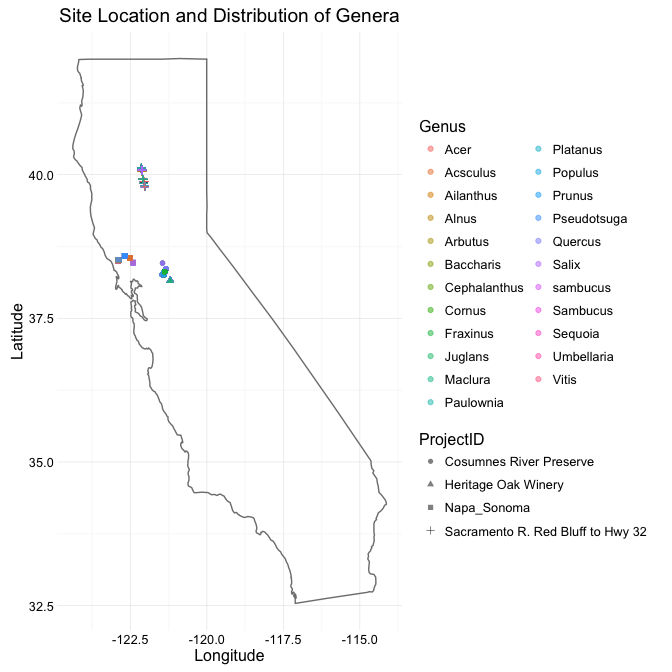 Site Location and Distribution of Genera
40.0
37.5
35.0
32.5
Latitude
-122.5
-120.0
-117.5
-115.0
Longitude
Genus
Acer
Acsculus
Ailanthus
Alnus
Arbutus
Baccharis
Cephalanthus
Cornus
Fraxinus
Juglans
Maclura
Paulownia
Platanus
Populus
Prunus
Pseudotsuga
Quercus
Salix
sambucus
Sambucus
Sequoia
Umbellaria
Vitis
ProjectID
Cosumnes River Preserve
Heritage Oak Winery
Napa_Sonoma
Sacramento R. Red Bluff to Hwy 32